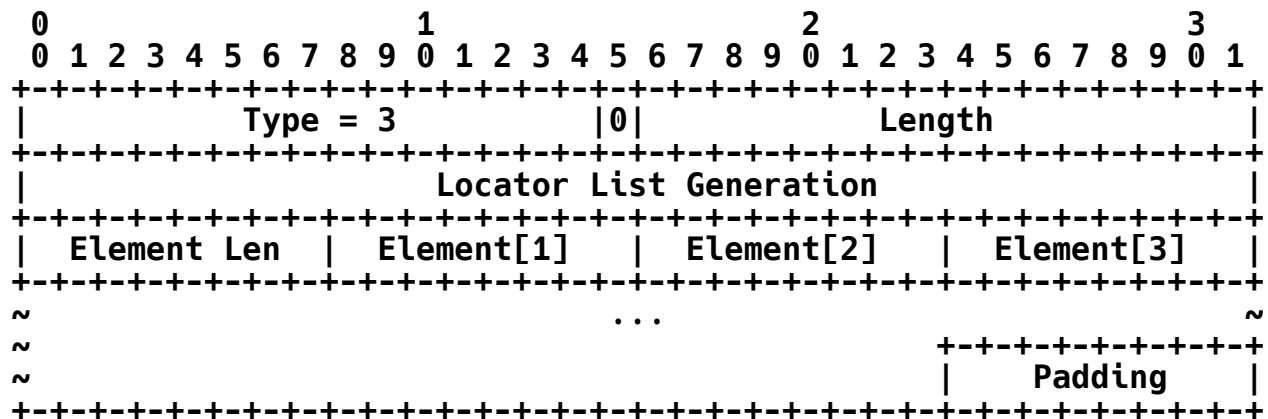 0                   1                   2                   3
 0 1 2 3 4 5 6 7 8 9 0 1 2 3 4 5 6 7 8 9 0 1 2 3 4 5 6 7 8 9 0 1
+-+-+-+-+-+-+-+-+-+-+-+-+-+-+-+-+-+-+-+-+-+-+-+-+-+-+-+-+-+-+-+-+
|           Type = 3          |0|            Length             |
+-+-+-+-+-+-+-+-+-+-+-+-+-+-+-+-+-+-+-+-+-+-+-+-+-+-+-+-+-+-+-+-+
|                     Locator List Generation                   |
+-+-+-+-+-+-+-+-+-+-+-+-+-+-+-+-+-+-+-+-+-+-+-+-+-+-+-+-+-+-+-+-+
|  Element Len  |  Element[1]   |  Element[2]   |  Element[3]   |
+-+-+-+-+-+-+-+-+-+-+-+-+-+-+-+-+-+-+-+-+-+-+-+-+-+-+-+-+-+-+-+-+
~                              ...                              ~
~                                               +-+-+-+-+-+-+-+-+
~                                               |    Padding    |
+-+-+-+-+-+-+-+-+-+-+-+-+-+-+-+-+-+-+-+-+-+-+-+-+-+-+-+-+-+-+-+-+